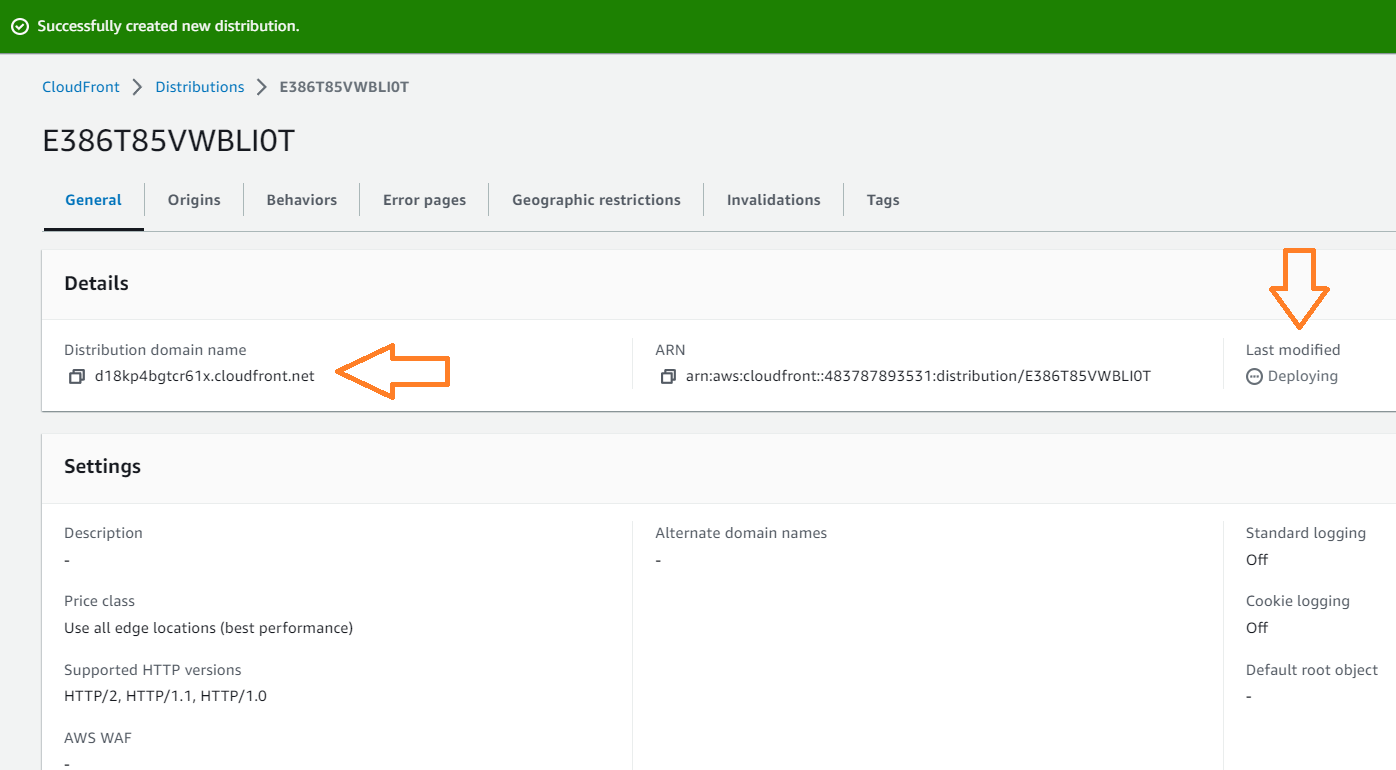 Successfully created new distribution.
CloudFront > Distributions > E386T85VWBLI0T
E386T85VWBLI0T
General Origins Behaviors Error pages Geographic restrictions Invalidations Tags
Details
Distribution domain name ARN Last modified
d18kp4bgtcr61x.cloudfront.net arn:aws:cloudfront::483787893531:distribution/E386T85VWBLI0T Deploying
Settings
Description Alternate domain names Standard logging
- - Off
Price class Cookie logging
Use all edge locations (best performance) Off
Supported HTTP versions Default root object
HTTP/2, HTTP/1.1, HTTP/1.0 -
AWS WAF
-